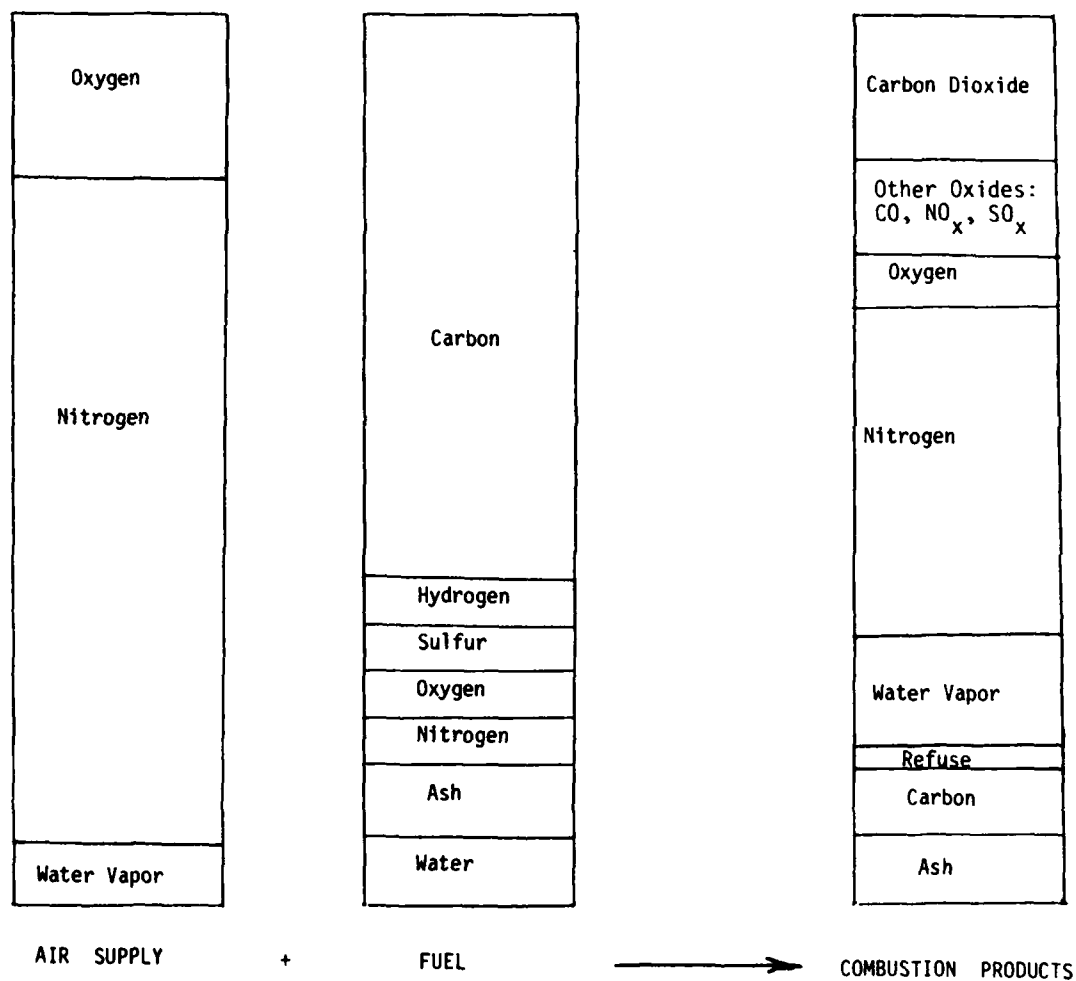 Oxygen
Nitrogen
Water Vapor
Carbon
Hydrogen
Sulfur
Oxygen
Nitrogen
Ash
Water
Carbon Dioxide
Other Oxides:
CO, NOx, SOx
Oxygen
Nitrogen
Water Vapor
Refuse
Carbon
Ash
AIR SUPPLY + FUEL → COMBUSTION PRODUCTS